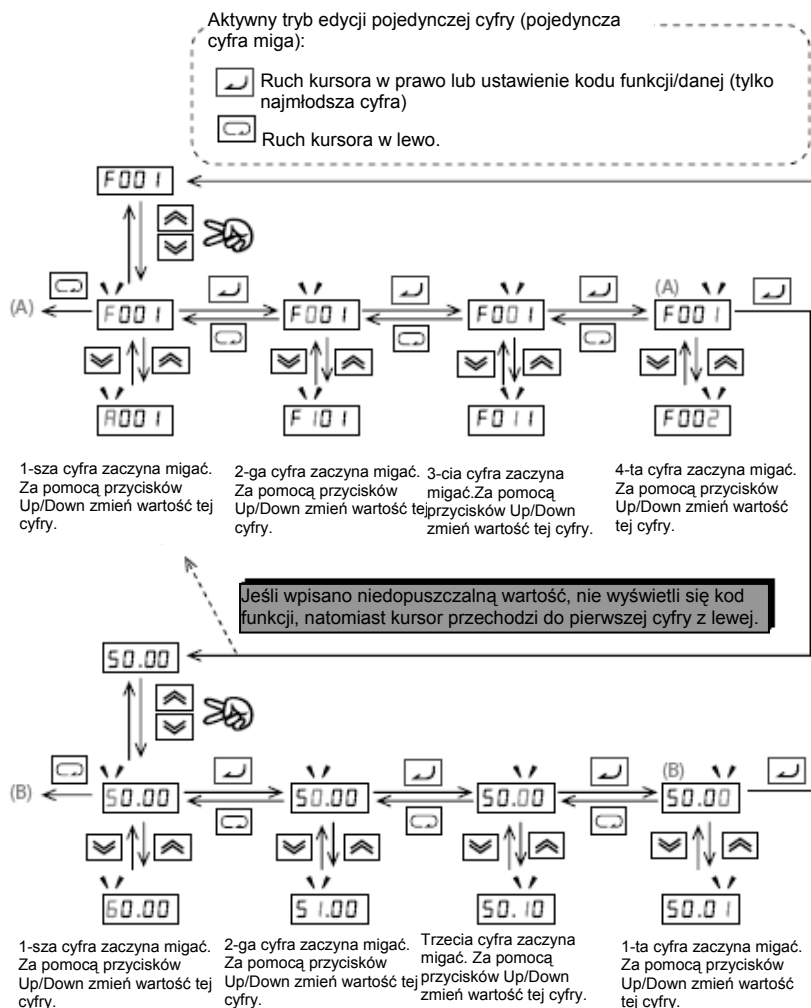 Aktywny tryb edycji pojedynczej cyfry (pojedyncza
cyfra miga):
Ruch kursora w prawo lub ustawienie kodu funkcji/danej (tylko
najmłodsza cyfra)
Ruch kursora w lewo.
F001
(A)
F001
F001
F001
(A)
F001
A001
F101
F011
F002
1-sza cyfra zaczyna migać.
Za pomocą przycisków
Up/Down zmień wartość tej
cyfry.
2-ga cyfra zaczyna migać.
Za pomocą przycisków
Up/Down zmień wartość tej
cyfry.
3-cia cyfra zaczyna
migać.Za pomocą
przycisków Up/Down
zmień wartość tej cyfry.
4-ta cyfra zaczyna migać.
Za pomocą przycisków
Up/Down zmień wartość
tej cyfry.
Jeśli wpisano niedopuszczalną wartość, nie wyświetli się kod
funkcji, natomiast kursor przechodzi do pierwszej cyfry z lewej.
50.00
(B)
50.00
50.00
50.00
(B)
50.00
60.00
51.00
50.10
50.01
1-sza cyfra zaczyna migać.
Za pomocą przycisków
Up/Down zmień wartość tej
cyfry.
2-ga cyfra zaczyna migać.
Za pomocą przycisków
Up/Down zmień wartość tej
cyfry.
Trzecia cyfra zaczyna
migać. Za pomocą
przycisków Up/Down
zmień wartość tej cyfry.
1-ta cyfra zaczyna migać.
Za pomocą przycisków
Up/Down zmień wartość
tej cyfry.